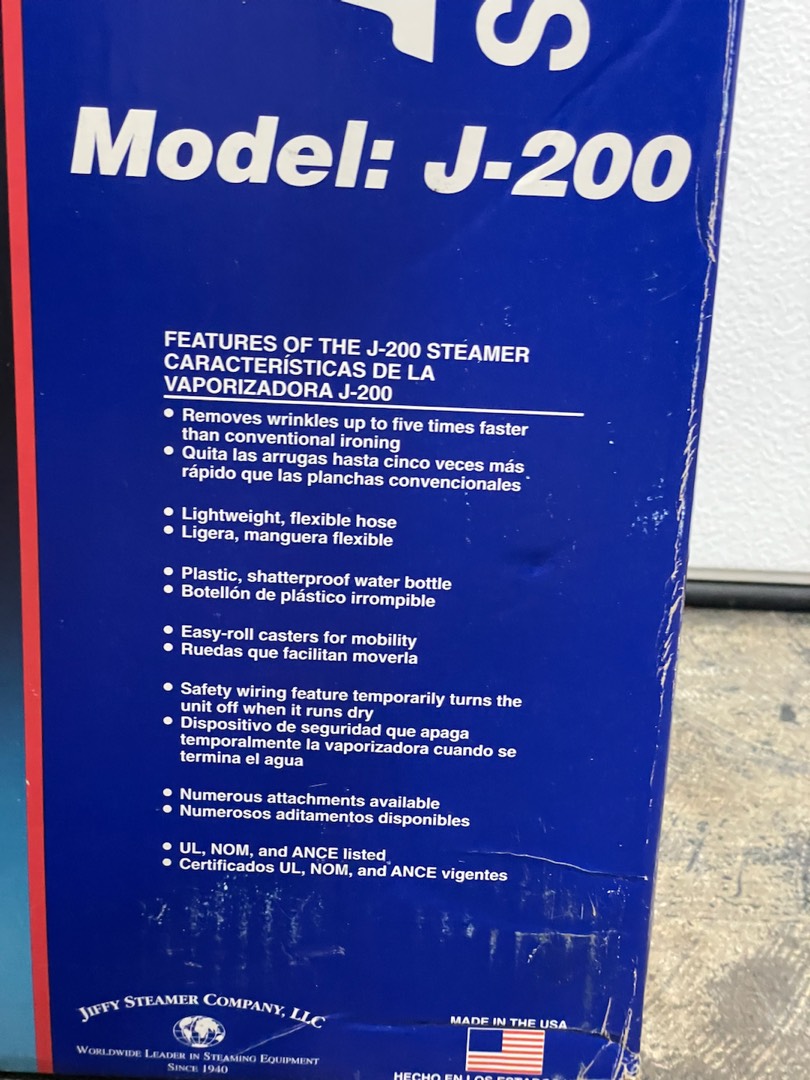 S
Model: J-200
FEATURES OF THE J-200 STEAMER
CARACTERÍSTICAS DE LA
VAPORIZADORA J-200
• Removes wrinkles up to five times faster
than conventional ironing
• Quita las arrugas hasta cinco veces más
rápido que las planchas convencionales
• Lightweight, flexible hose
• Ligera, manguera flexible
• Plastic, shatterproof water bottle
• Botellón de plástico irrompible
• Easy-roll casters for mobility
• Ruedas que facilitan moverla
• Safety wiring feature temporarily turns the
unit off when it runs dry
• Dispositivo de seguridad que apaga
temporalmente la vaporizadora cuando se
termina el agua
• Numerous attachments available
• Numerosos aditamentos disponibles
• UL, NOM, and ANCE listed
• Certificados UL, NOM, and ANCE vigentes
JIFFY STEAMER COMPANY, LLC
WORLDWIDE LEADER IN STEAMING EQUIPMENT
SINCE 1940
MADE IN THE USA
HECHO EN LOS